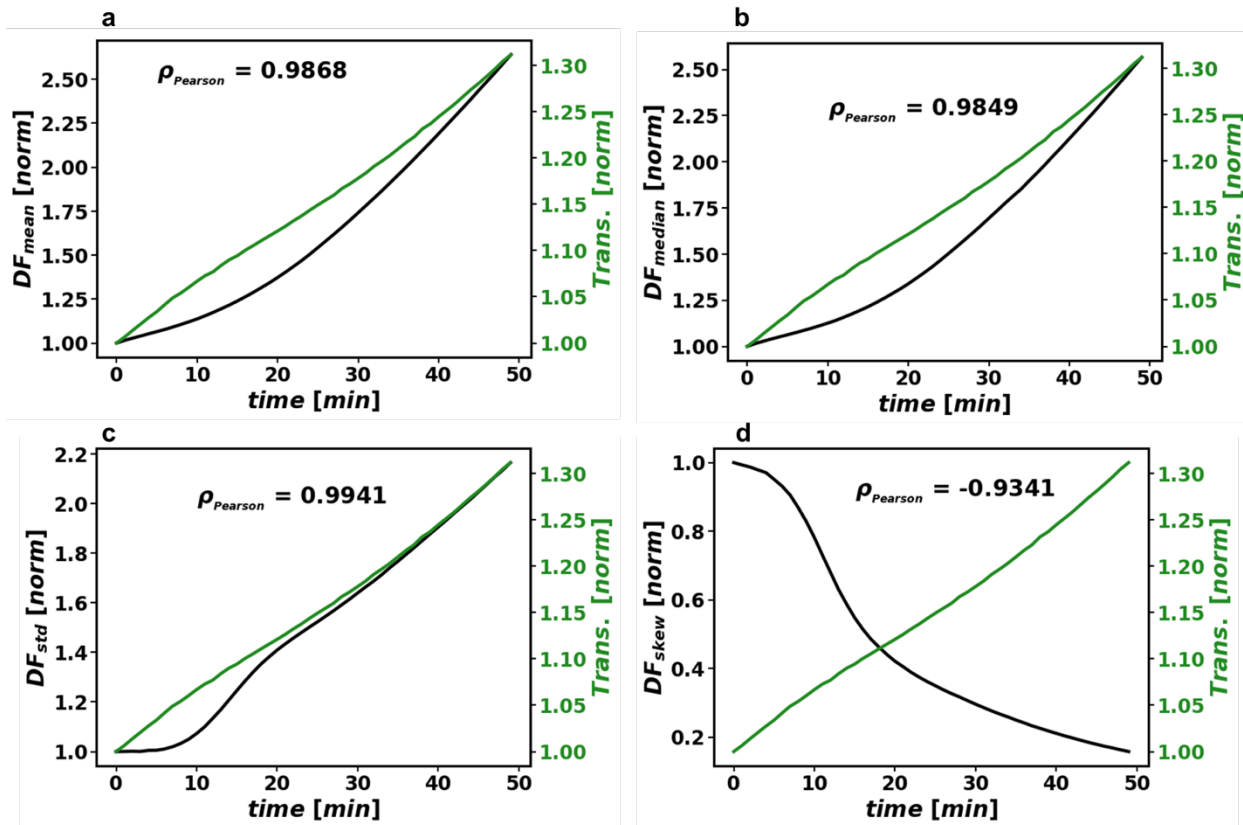 a
ρPearson = 0.9868
DFmean [norm]
2.50
2.25
2.00
1.75
1.50
1.25
1.00
1.30
1.25
1.20
1.15
1.10
1.05
1.00
Trans. [norm]
0 10 20 30 40 50
time [min]
b
ρPearson = 0.9849
DFmedian [norm]
2.50
2.25
2.00
1.75
1.50
1.25
1.00
1.30
1.25
1.20
1.15
1.10
1.05
1.00
Trans. [norm]
0 10 20 30 40 50
time [min]
c
ρPearson = 0.9941
DFstd [norm]
2.2
2.0
1.8
1.6
1.4
1.2
1.0
1.30
1.25
1.20
1.15
1.10
1.05
1.00
Trans. [norm]
0 10 20 30 40 50
time [min]
d
ρPearson = -0.9341
DFskew [norm]
1.0
0.8
0.6
0.4
0.2
1.30
1.25
1.20
1.15
1.10
1.05
1.00
Trans. [norm]
0 10 20 30 40 50
time [min]